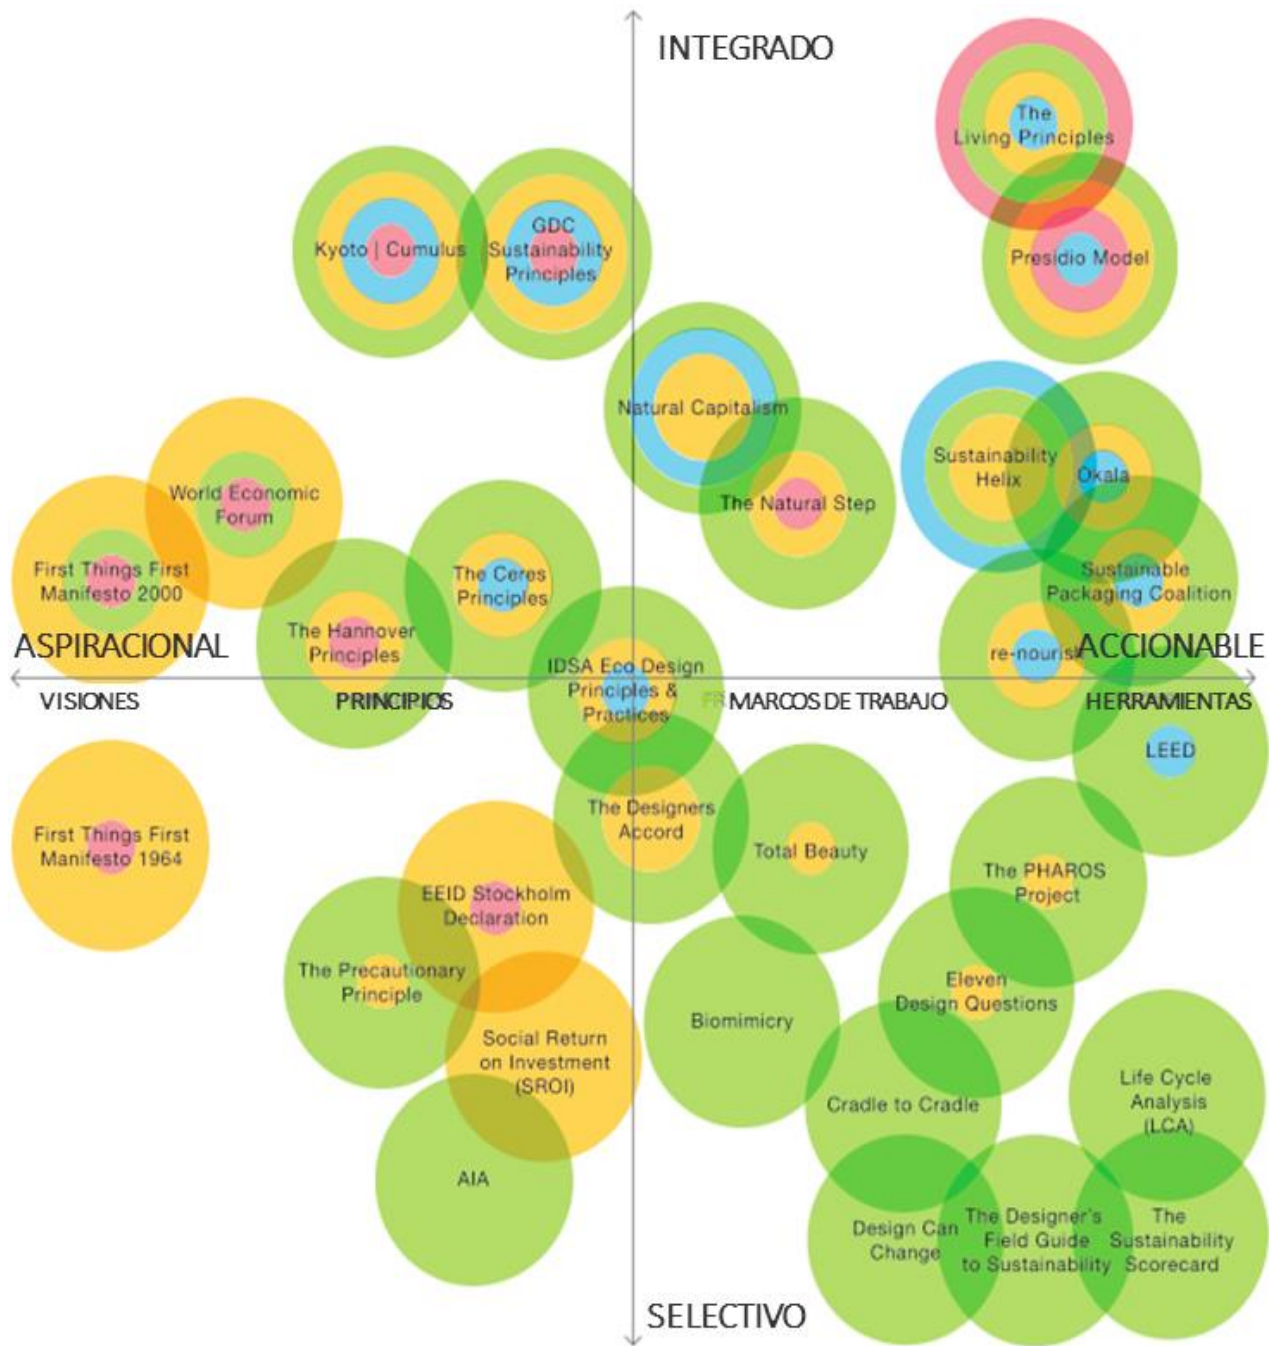 INTEGRADO
The
Living Principles
GDC
Kyoto | Cumulus
Sustainability
Principles
Presidio Model
Natural Capitalism
Sustainability
Helix
Okala
World Economic
Forum
The Natural Step
First Things First
Manifesto 2000
The Ceres
Principles
Sustainable
Packaging Coalition
The Hannover
Principles
ASPIRACIONAL
IDSA Eco Design
Principles &
Practices
re-nourish
ACCIONABLE
VISIONES
PRINCIPIOS
MARCOS DE TRABAJO
HERRAMIENTAS
LEED
First Things First
Manifesto 1964
The Designers
Accord
Total Beauty
The PHAROS
Project
EEID Stockholm
Declaration
The Precautionary
Principle
Eleven
Design Questions
Biomimicry
Social Return
on Investment
(SROI)
Cradle to Cradle
Life Cycle
Analysis
(LCA)
AIA
Design Can
Change
The Designer's
Field Guide
to Sustainability
The
Sustainability
Scorecard
SELECTIVO